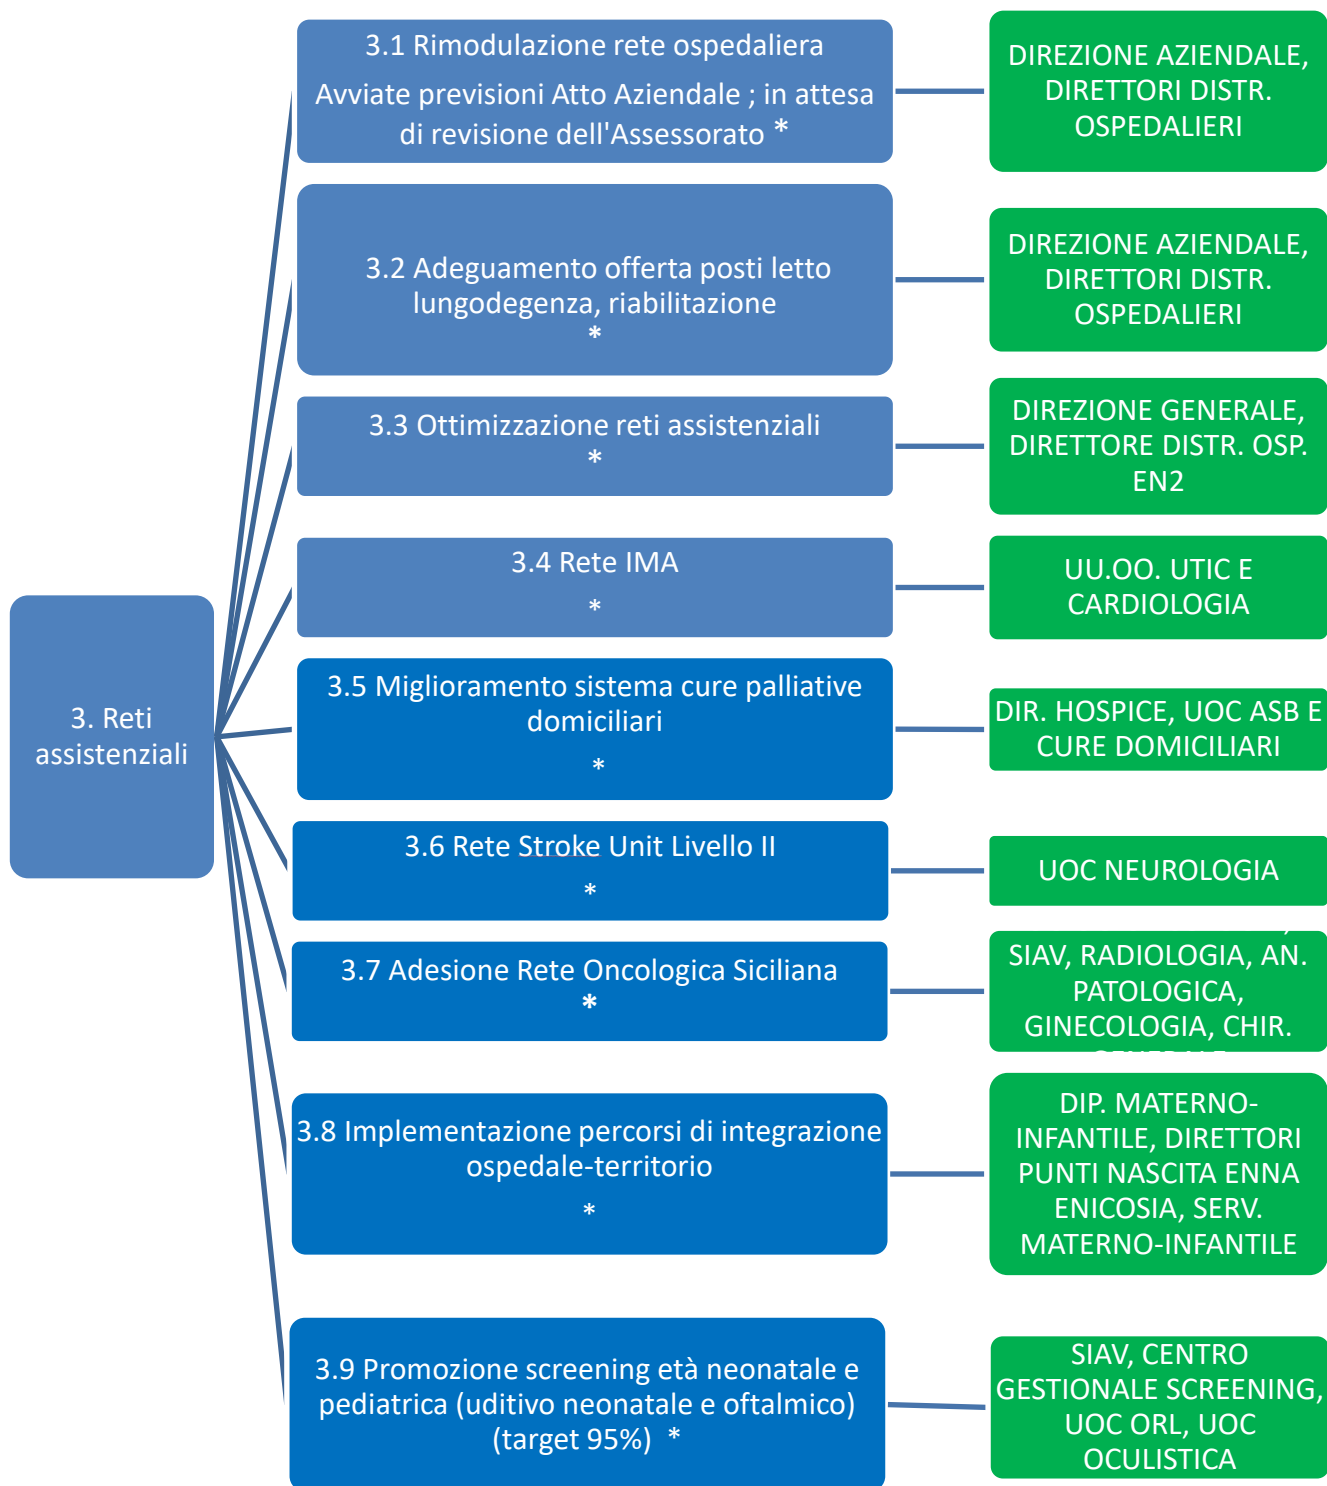 3. Reti
assistenziali
3.1 Rimodulazione rete ospedaliera
Avviate previsioni Atto Aziendale ; in attesa
di revisione dell'Assessorato *
DIREZIONE AZIENDALE,
DIRETTORI DISTR.
OSPEDALIERI
3.2 Adeguamento offerta posti letto
lungodegenza, riabilitazione
*
DIREZIONE AZIENDALE,
DIRETTORI DISTR.
OSPEDALIERI
3.3 Ottimizzazione reti assistenziali
*
DIREZIONE GENERALE,
DIRETTORE DISTR. OSP.
EN2
3.4 Rete IMA
*
UU.OO. UTIC E
CARDIOLOGIA
3.5 Miglioramento sistema cure palliative
domiciliari
*
DIR. HOSPICE, UOC ASB E
CURE DOMICILIARI
3.6 Rete Stroke Unit Livello II
*
UOC NEUROLOGIA
3.7 Adesione Rete Oncologica Siciliana
*
SIAV, RADIOLOGIA, AN.
PATOLOGICA,
GINECOLOGIA, CHIR.
3.8 Implementazione percorsi di integrazione
ospedale-territorio
*
DIP. MATERNO-
INFANTILE, DIRETTORI
PUNTI NASCITA ENNA
ENICOSIA, SERV.
MATERNO-INFANTILE
3.9 Promozione screening età neonatale e
pediatrica (uditivo neonatale e oftalmico)
(target 95%) *
SIAV, CENTRO
GESTIONALE SCREENING,
UOC ORL, UOC
OCULISTICA